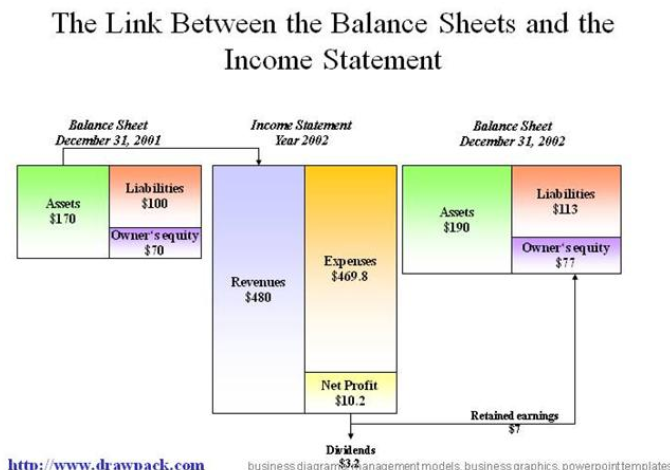 The Link Between the Balance Sheets and the
Income Statement
Balance Sheet
December 31, 2001
Income Statement
Year 2002
Balance Sheet
December 31, 2002
Assets
$170
Liabilities
$100
Owner's equity
$70
Revenues
$480
Expenses
$469.8
Net Profit
$10.2
Assets
$190
Liabilities
$113
Owner's equity
$77
Retained earnings
$7
Dividends
$3.2
http://www.drawpack.com
business diagrams, management models, business graphics, powerpoint templates